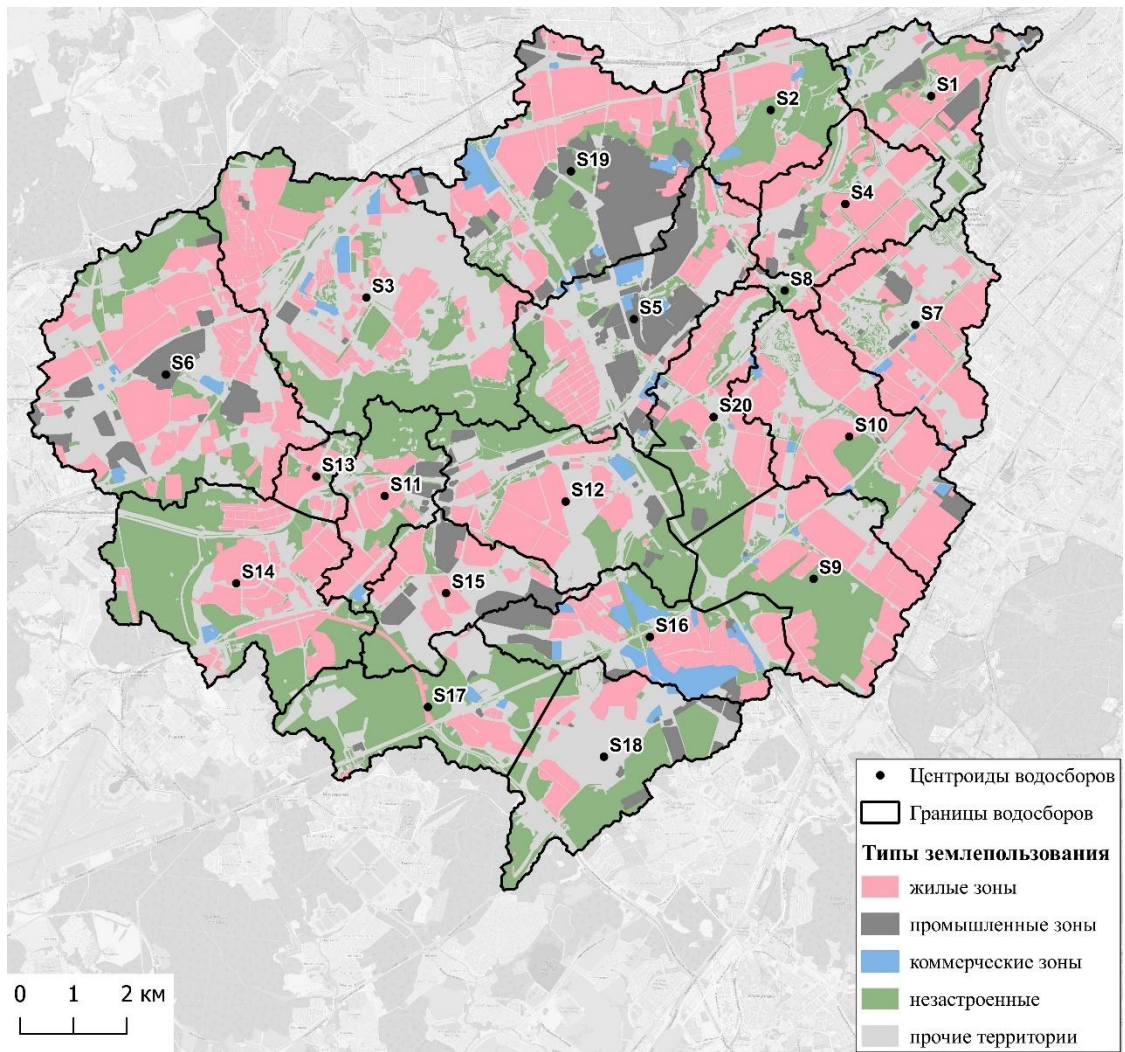 S1
S2
S19
S4
S8
S3
S5
S7
S6
S20
S10
S13
S11
S12
S14
S15
S9
S16
S17
S18
Центроиды водосборов
Границы водосборов
Типы землепользования
жилые зоны
промышленные зоны
коммерческие зоны
незастроенные
прочие территории
0 1 2 км